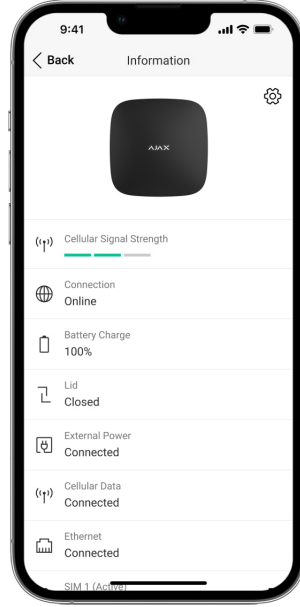 9:41
Back
Information
AJAX
Cellular Signal Strength
Connection
Online
Battery Charge
100%
Lid
Closed
External Power
Connected
Cellular Data
Connected
Ethernet
Connected
SIM 1 (Active)